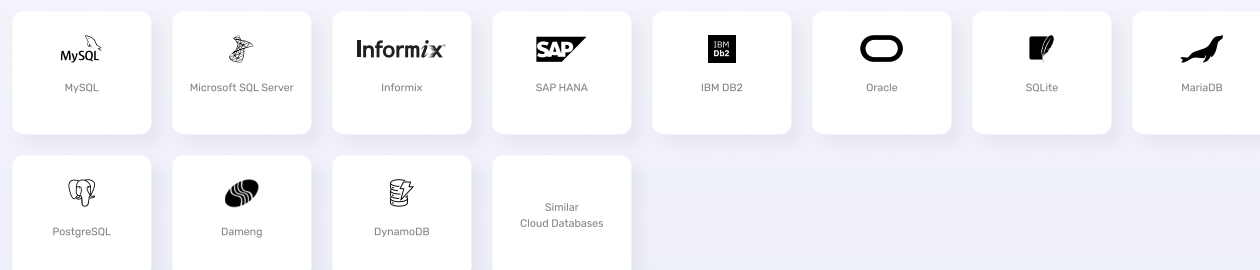 MySQL
Informix
SAP
IBM
Db2
MySQL
Microsoft SQL Server
Informix
SAP HANA
IBM DB2
Oracle
SQLite
MariaDB
PostgreSQL
Dameng
DynamoDB
Similar
Cloud Databases